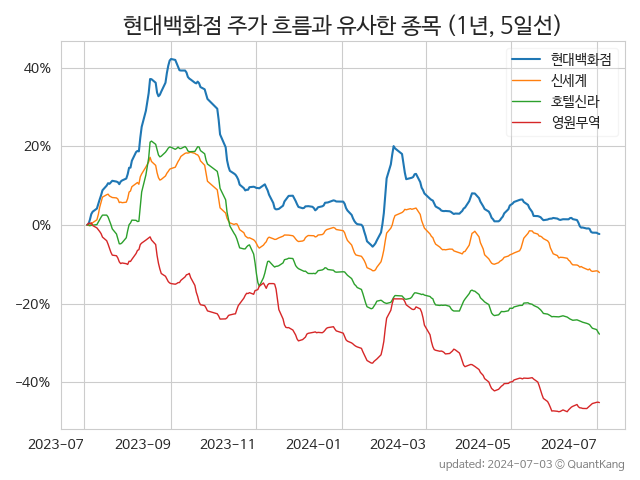 현대백화점 주가 흐름과 유사한 종목 (1년, 5일선)
현대백화점
신세계
호텔신라
영원무역
40%
20%
0%
−20%
−40%
2023-07 2023-09 2023-11 2024-01 2024-03 2024-05 2024-07
updated: 2024-07-03 © QuantKang